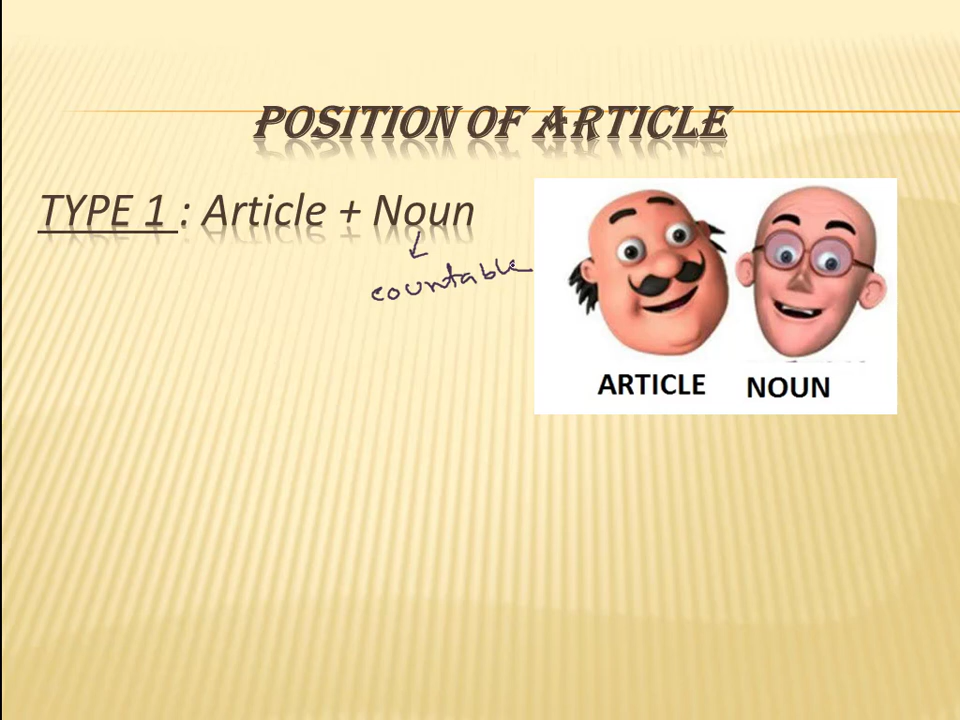 POSITION OF ARTICLE
TYPE 1 : Article + Noun
countable
ARTICLE NOUN